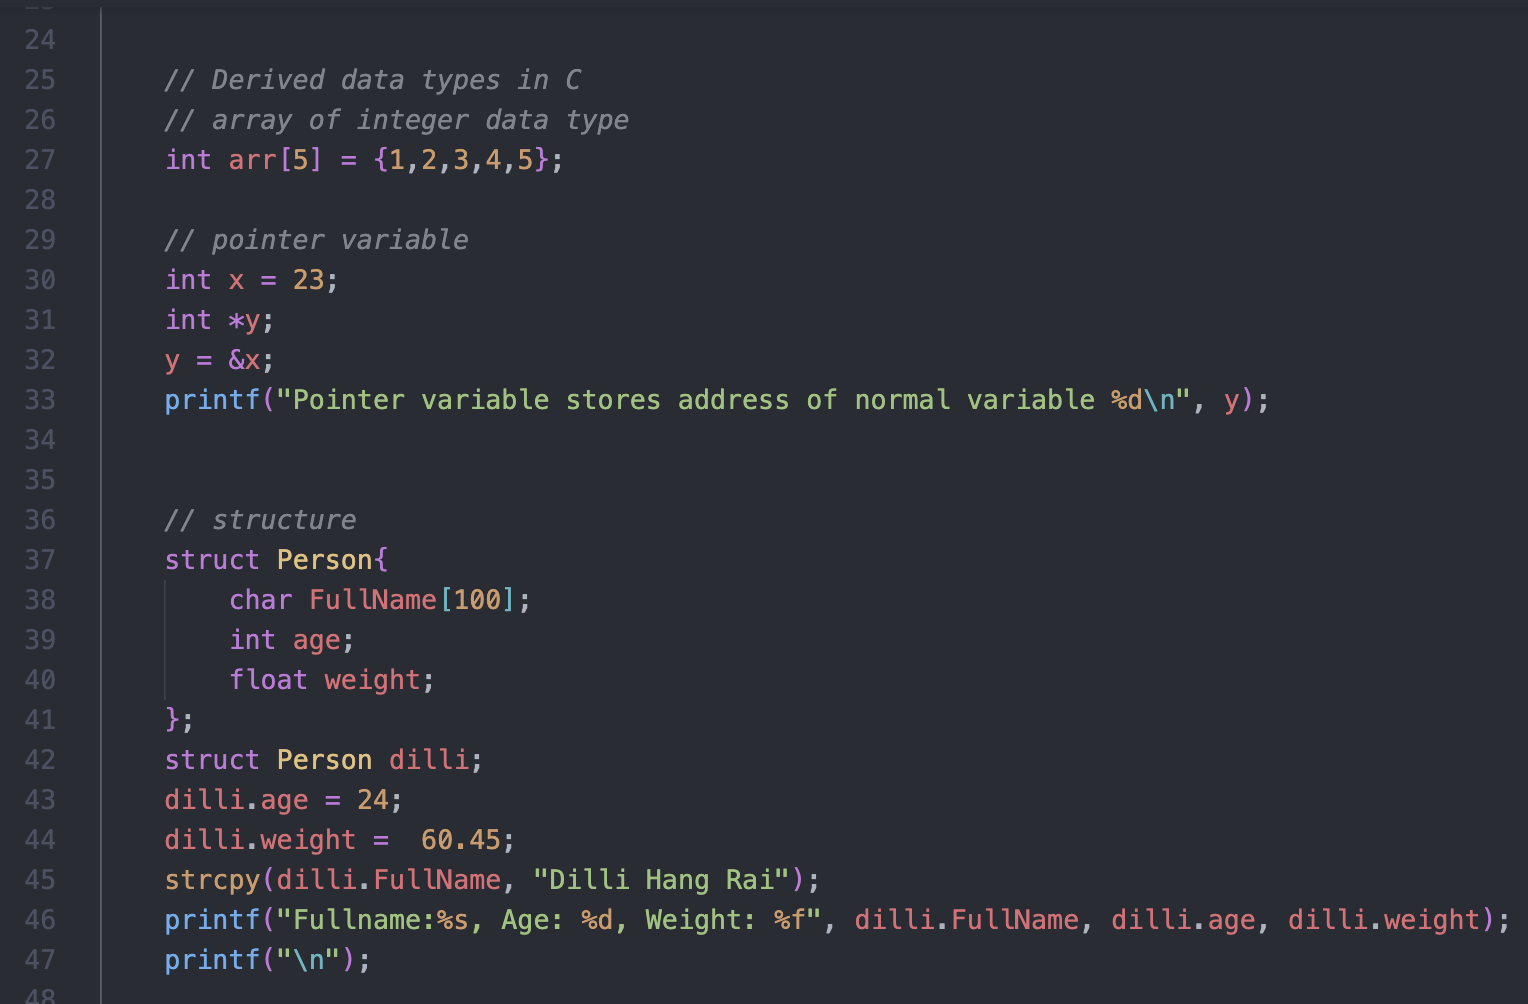 24
25 // Derived data types in C
26 // array of integer data type
27 int arr[5] = {1,2,3,4,5};
28
29 // pointer variable
30 int x = 23;
31 int *y;
32 y = &x;
33 printf("Pointer variable stores address of normal variable %d\n", y);
34
35
36 // structure
37 struct Person{
38 char FullName[100];
39 int age;
40 float weight;
41 };
42 struct Person dilli;
43 dilli.age = 24;
44 dilli.weight =  60.45;
45 strcpy(dilli.FullName, "Dilli Hang Rai");
46 printf("Fullname:%s, Age: %d, Weight: %f", dilli.FullName, dilli.age, dilli.weight);
47 printf("\n");
48